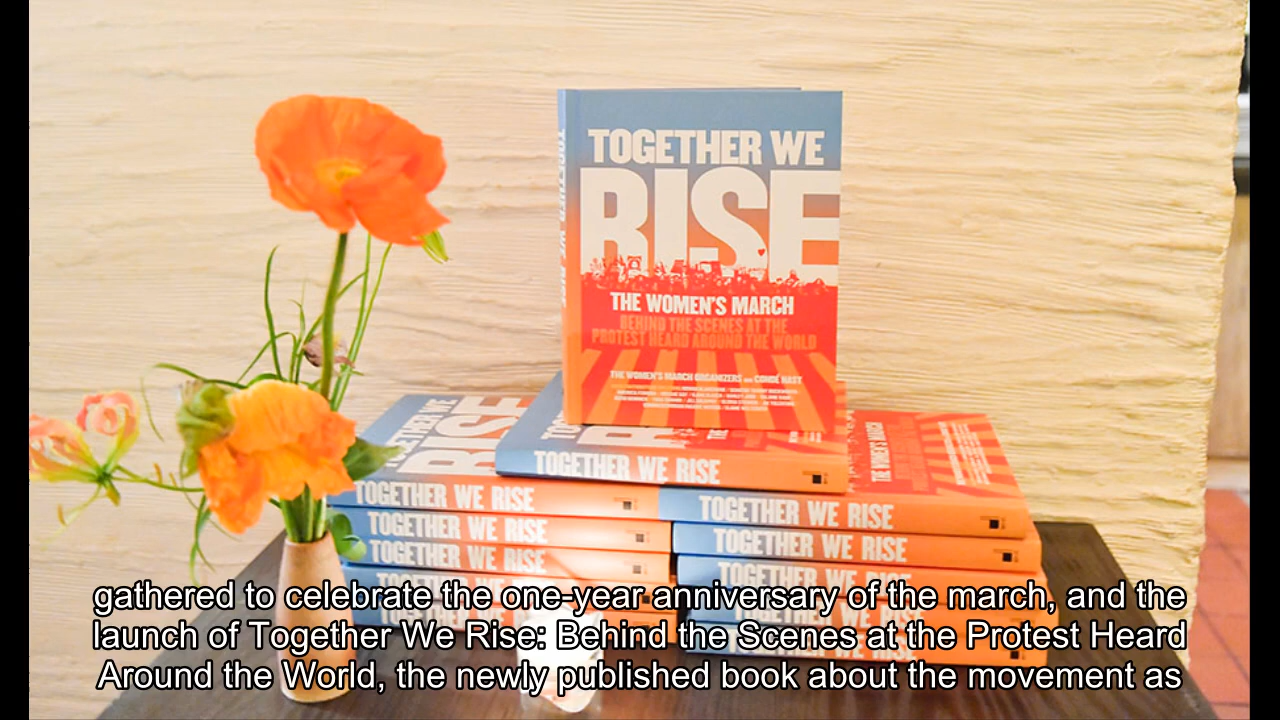 TOGETHER WE
RISE
THE WOMEN'S MARCH
BEHIND THE SCENES AT THE
PROTEST HEARD AROUND THE WORLD
THE WOMEN'S MARCH ORGANIZERS AND CONDÉ NAST
TOGETHER WE
RISE
TOGETHER WE RISE
THE WOMEN'S MARCH
TOGETHER WE RISE
TOGETHER WE RISE
TOGETHER WE RISE
TOGETHER WE RISE
TOGETHER WE RISE
TOGETHER WE RISE
gathered to celebrate the one-year anniversary of the march, and the
launch of Together We Rise: Behind the Scenes at the Protest Heard
Around the World, the newly published book about the movement as